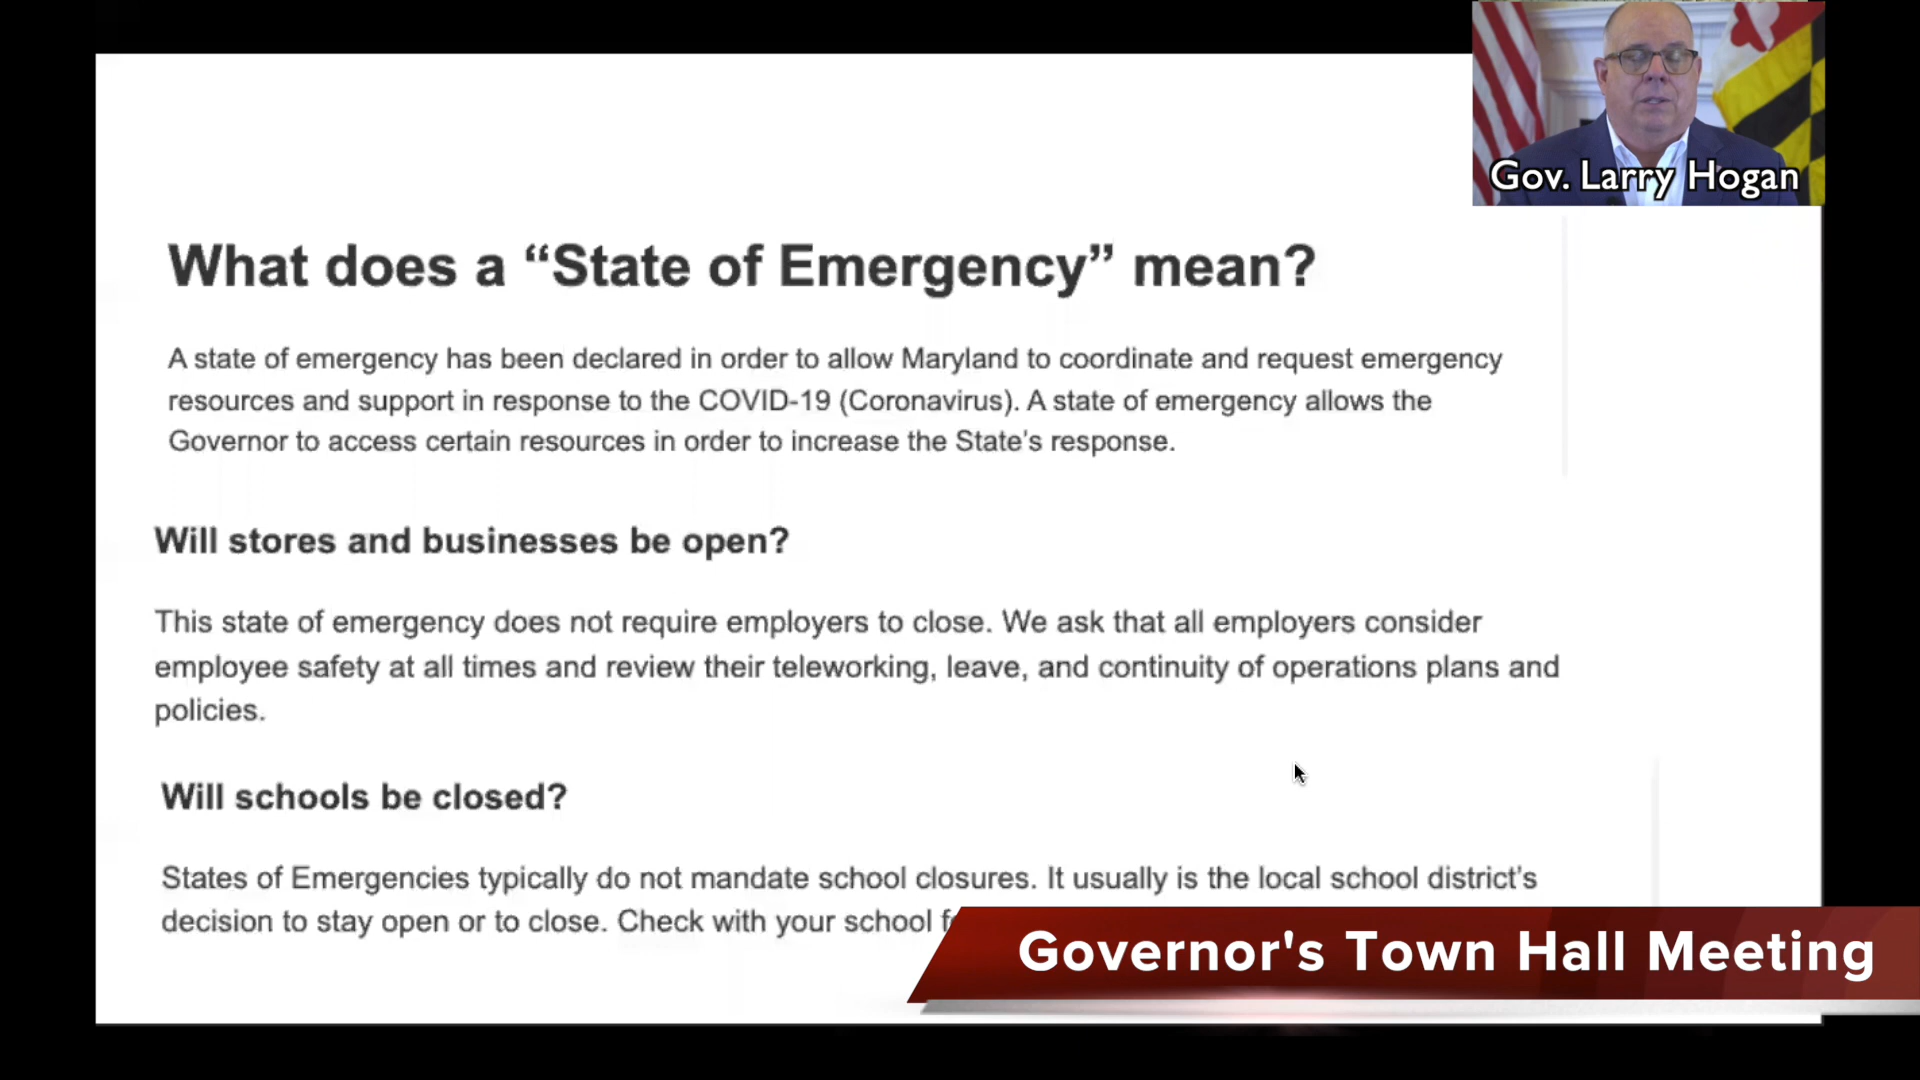 Gov. Larry Hogan
What does a “State of Emergency” mean?
A state of emergency has been declared in order to allow Maryland to coordinate and request emergency
resources and support in response to the COVID-19 (Coronavirus). A state of emergency allows the
Governor to access certain resources in order to increase the State’s response.
Will stores and businesses be open?
This state of emergency does not require employers to close. We ask that all employers consider
employee safety at all times and review their teleworking, leave, and continuity of operations plans and
policies.
Will schools be closed?
States of Emergencies typically do not mandate school closures. It usually is the local school district’s
decision to stay open or to close. Check with your school
Governor's Town Hall Meeting